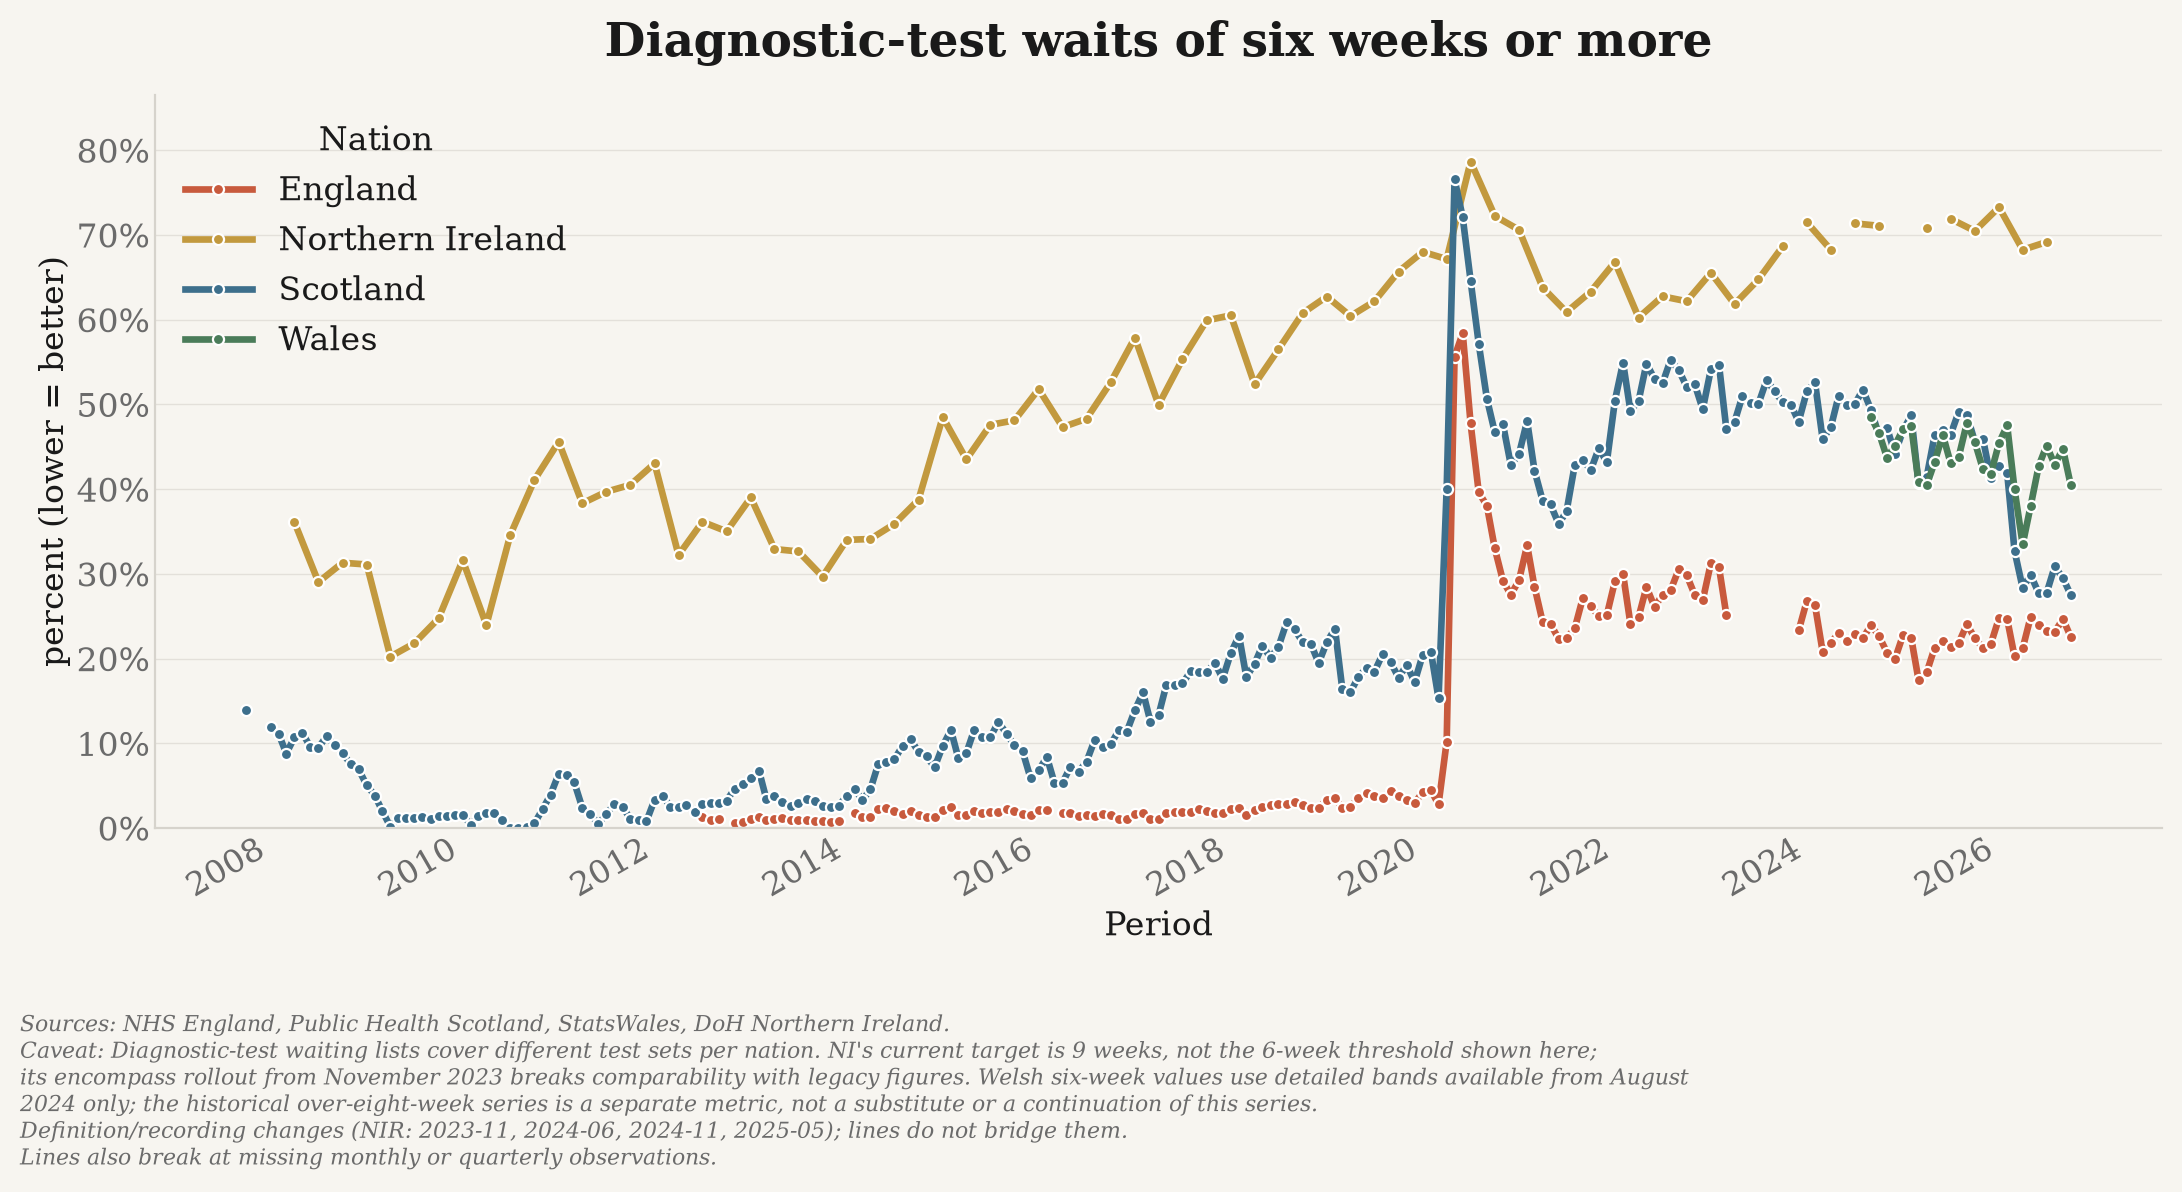 Diagnostic-test waits of six weeks or more
percent (lower = better)
80%
70%
60%
50%
40%
30%
20%
10%
0%
Nation
England
Northern Ireland
Scotland
Wales
2008
2010
2012
2014
2016
2018
2020
2022
2024
2026
Period
Sources: NHS England, Public Health Scotland, StatsWales, DoH Northern Ireland.
Caveat: Diagnostic-test waiting lists cover different test sets per nation. NI's current target is 9 weeks, not the 6-week threshold shown here;
its encompass rollout from November 2023 breaks comparability with legacy figures. Welsh six-week values use detailed bands available from August
2024 only; the historical over-eight-week series is a separate metric, not a substitute or a continuation of this series.
Definition/recording changes (NIR: 2023-11, 2024-06, 2024-11, 2025-05); lines do not bridge them.
Lines also break at missing monthly or quarterly observations.